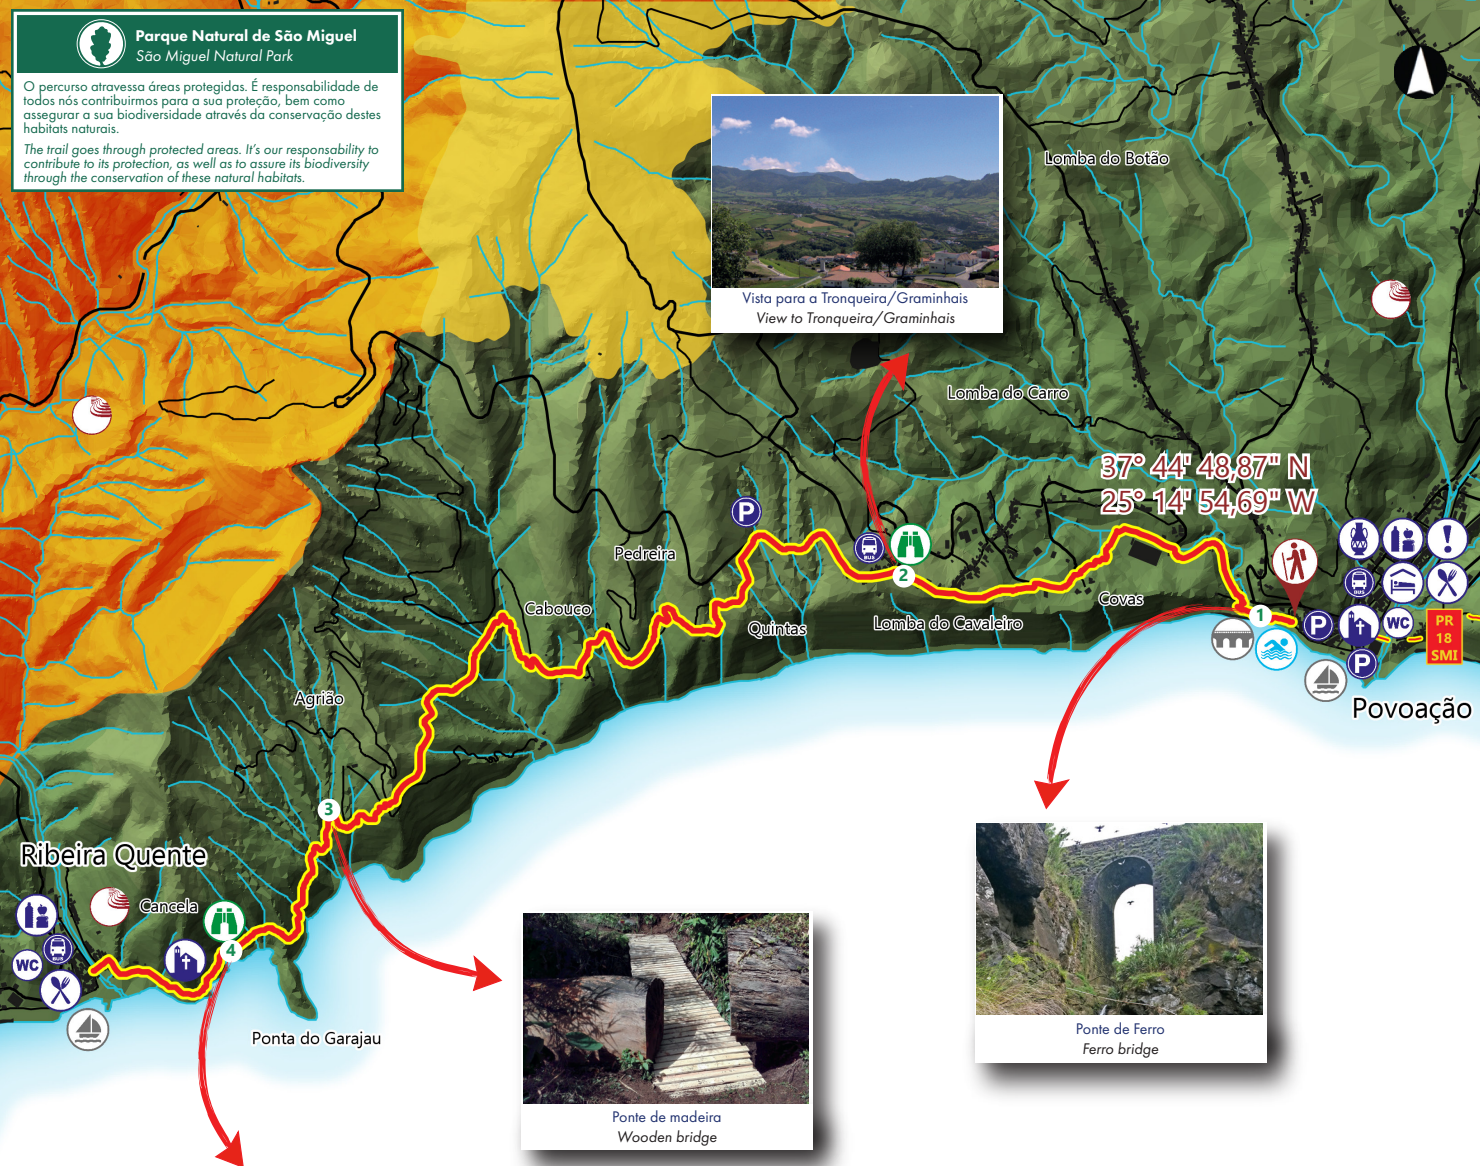 Parque Natural de São Miguel
São Miguel Natural Park
O percurso atravessa áreas protegidas. É responsabilidade de
todos nós contribuirmos para a sua proteção, bem como
assegurar a sua biodiversidade através da conservação destes
habitats naturais.
The trail goes through protected areas. It's our responsability to
contribute to its protection, as well as to assure its biodiversity
through the conservation of these natural habitats.
Lomba do Botão
Vista para a Tronqueira/Graminhais
View to Tronqueira/Graminhais
Lomba do Carro
37° 44' 48,87" N
25° 14' 54,69" W
P
BUS
2
Pedreira
Cabouco
Quintas
Lomba do Cavaleiro
Covas
1
P
!
BUS
WC
P
PR
18
SMI
Povoação
Agrião
3
Ribeira Quente
Cancela
4
BUS
WC
Ponta do Garajau
Ponte de Ferro
Ferro bridge
Ponte de madeira
Wooden bridge